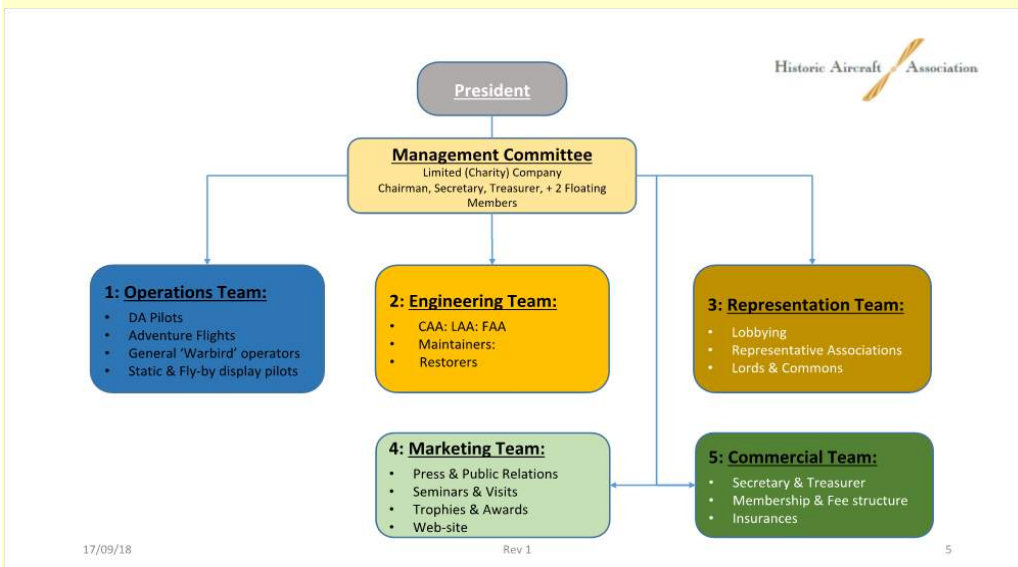 Historic Aircraft Association
President
Management Committee
Limited (Charity) Company
Chairman, Secretary, Treasurer, + 2 Floating
Members
1: Operations Team:
• DA Pilots
• Adventure Flights
• General ‘Warbird’ operators
• Static & Fly-by display pilots
2: Engineering Team:
• CAA: LAA: FAA
• Maintainers:
• Restorers
3: Representation Team:
• Lobbying
• Representative Associations
• Lords & Commons
4: Marketing Team:
• Press & Public Relations
• Seminars & Visits
• Trophies & Awards
• Web-site
5: Commercial Team:
• Secretary & Treasurer
• Membership & Fee structure
• Insurances
17/09/18
Rev 1
5